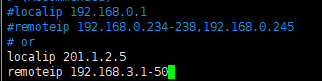 # (Recommended)
#localip 192.168.0.1
#remoteip 192.168.0.234-238,192.168.0.245
# or
localip 201.1.2.5
remoteip 192.168.3.1-50